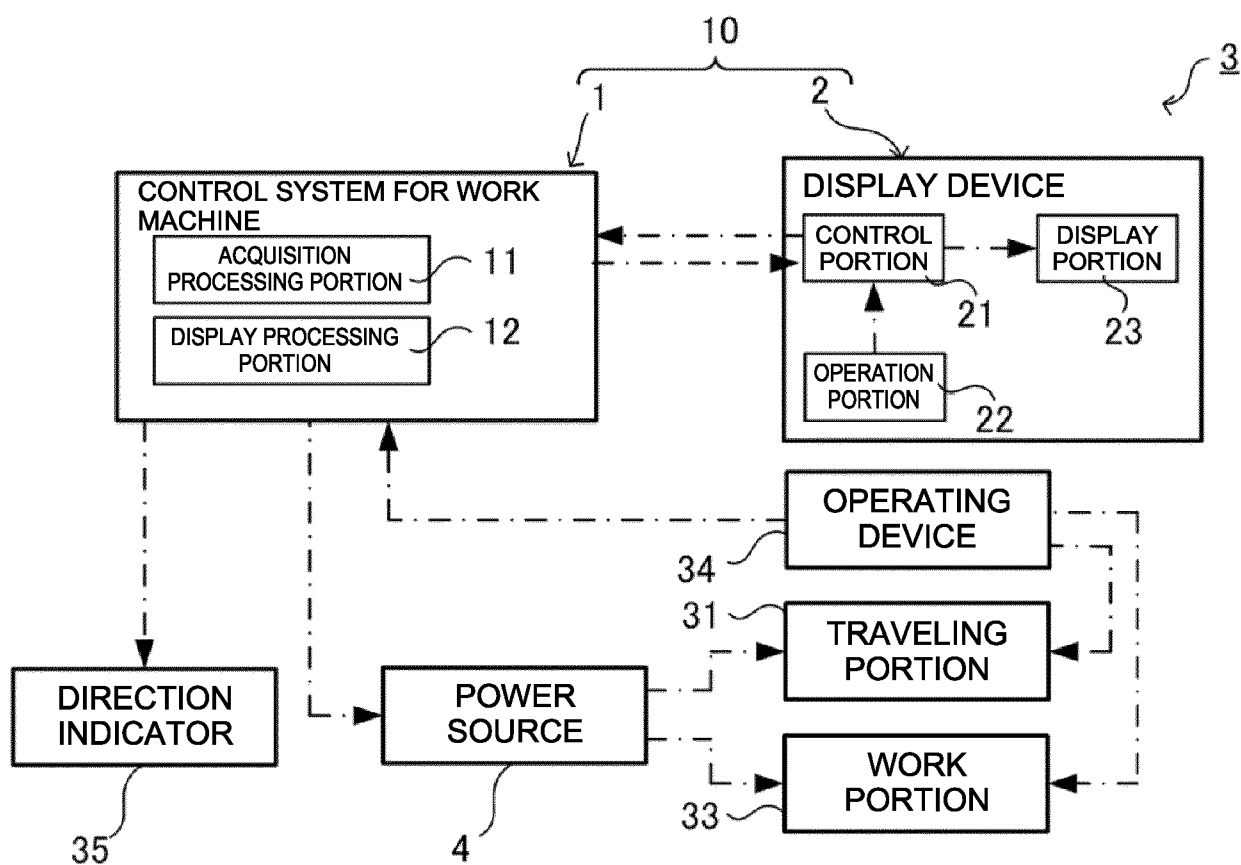 10
3
1
2
CONTROL SYSTEM FOR WORK
MACHINE
ACQUISITION
PROCESSING PORTION
11
DISPLAY PROCESSING
PORTION
12
DISPLAY DEVICE
CONTROL
PORTION
21
DISPLAY
PORTION
23
OPERATION
PORTION
22
OPERATING
DEVICE
34
31
TRAVELING
PORTION
DIRECTION
INDICATOR
35
POWER
SOURCE
4
WORK
PORTION
33